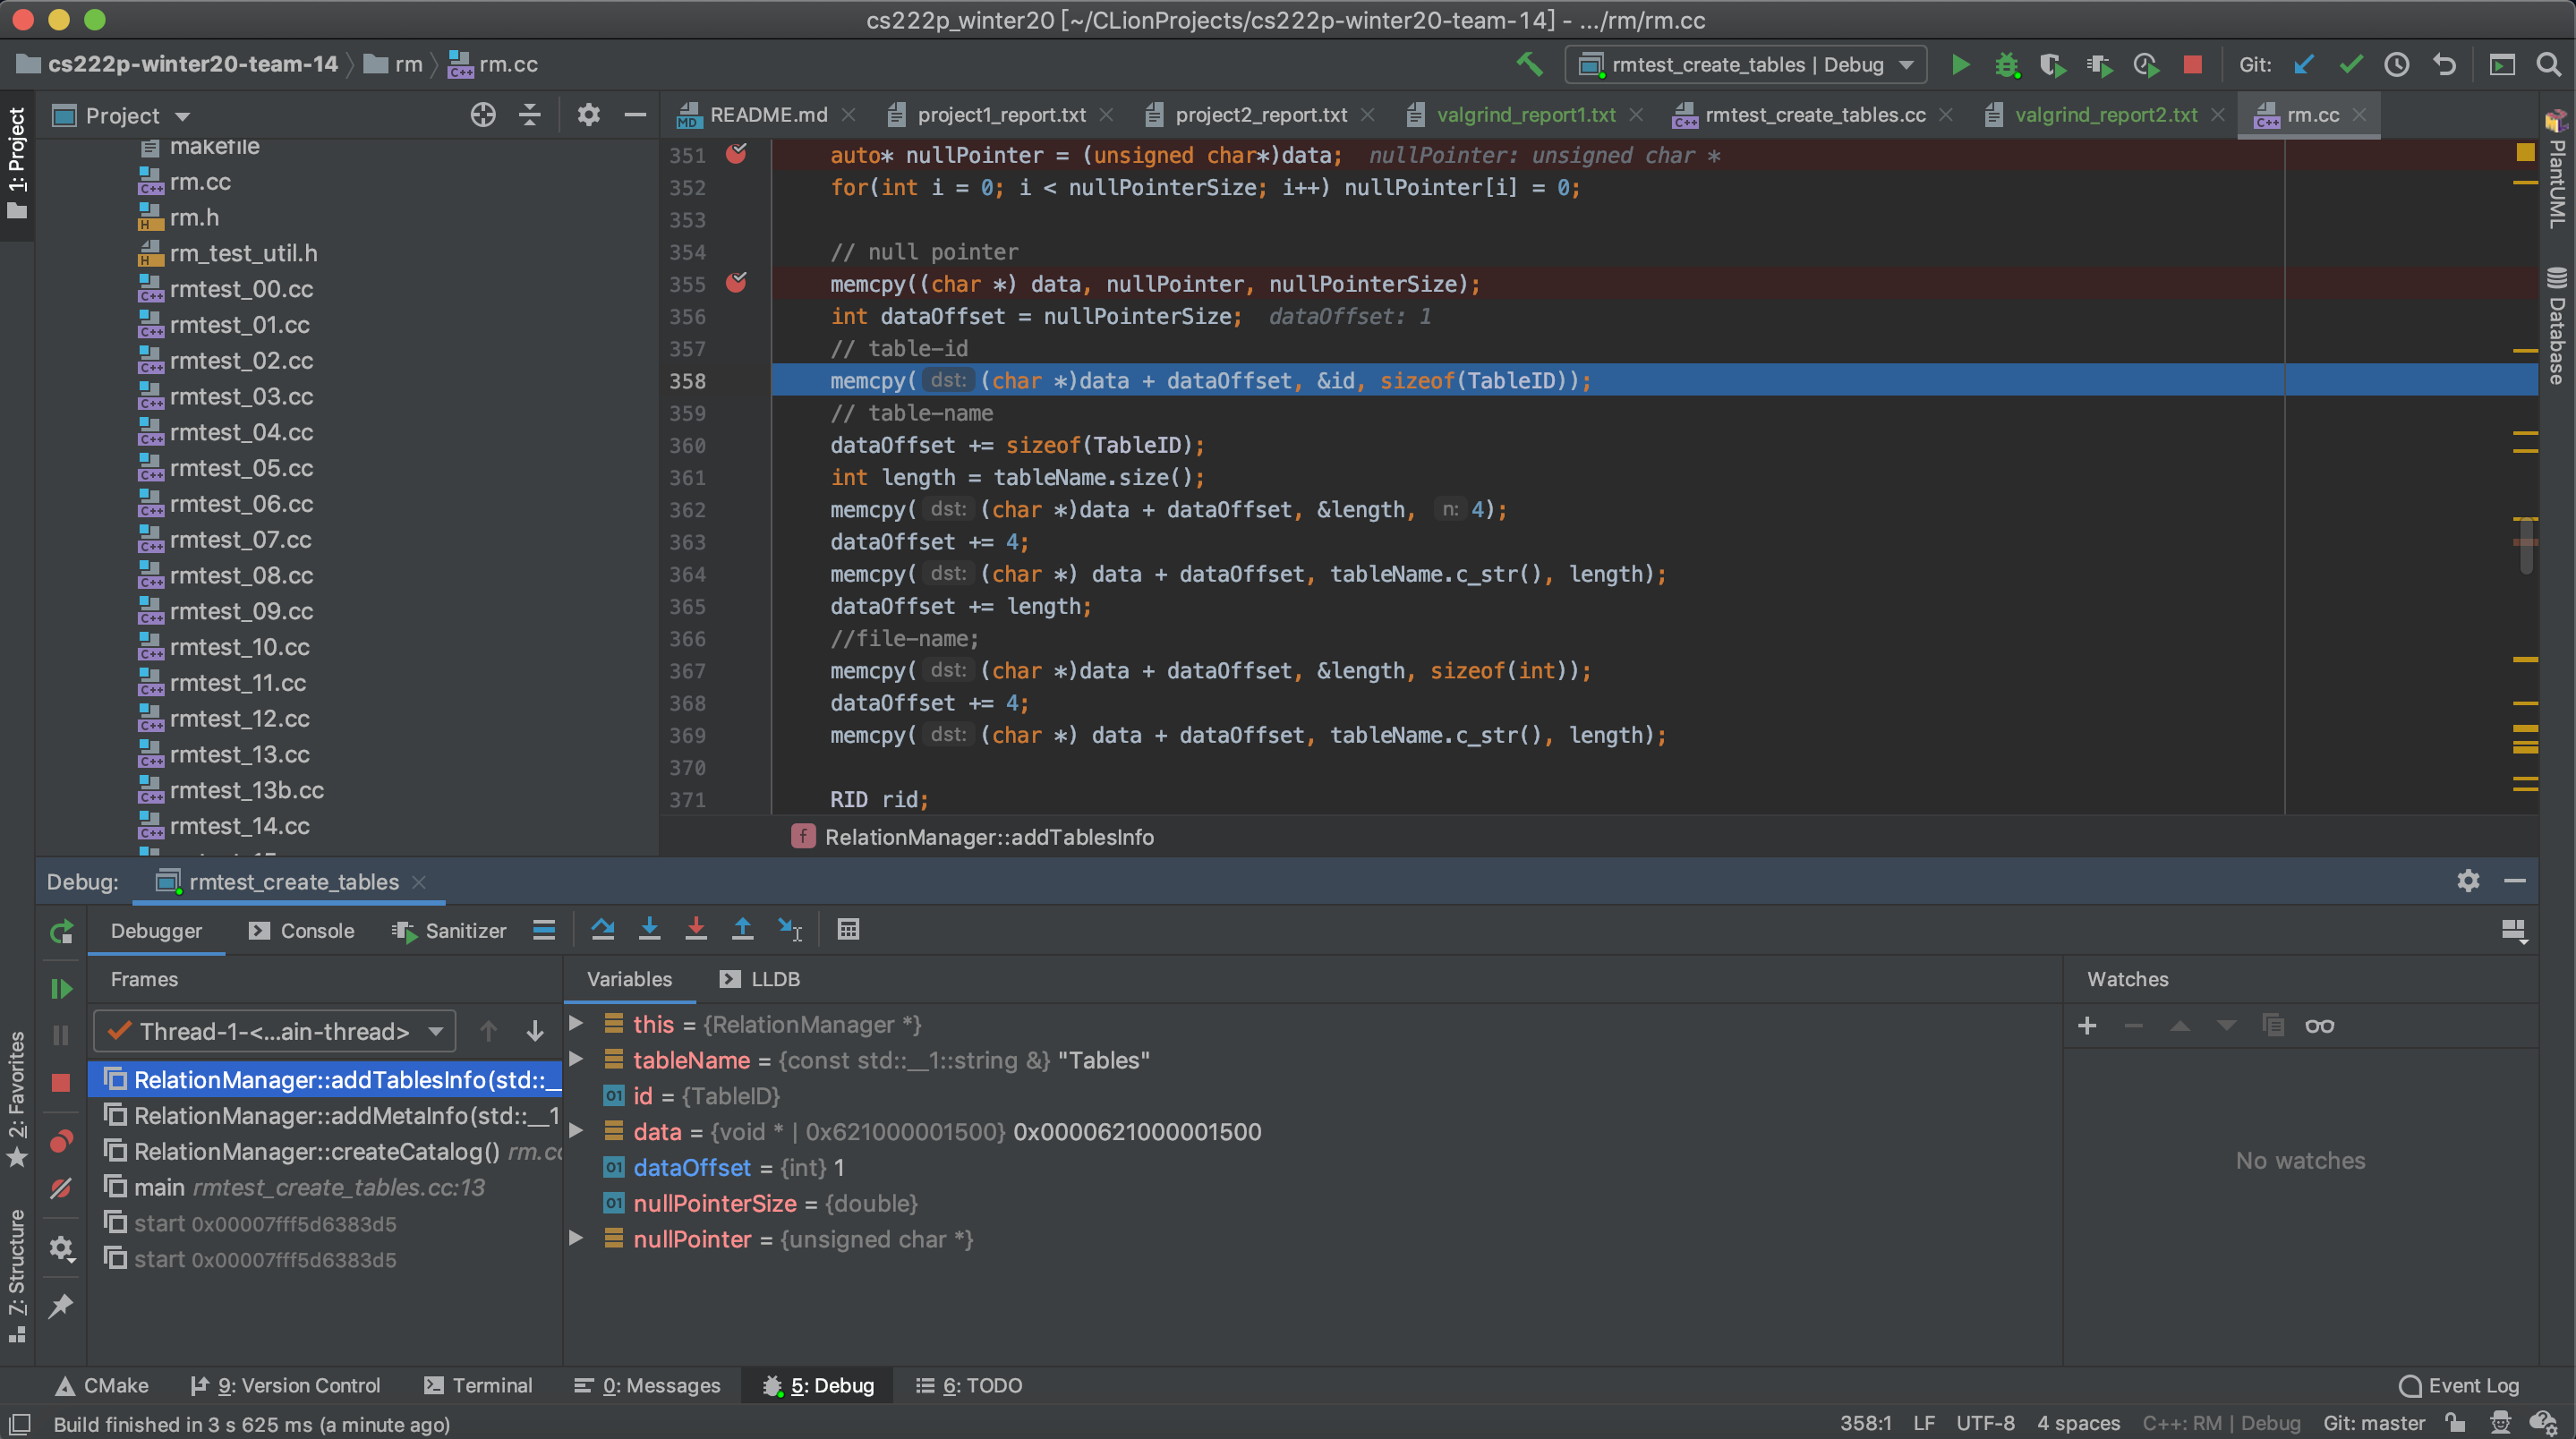 cs222p_winter20 [~/CLionProjects/cs222p-winter20-team-14] - .../rm/rm.cc
cs222p-winter20-team-14 rm rm.cc
rmtest_create_tables | Debug
Git:
1: Project
Project
README.md
project1_report.txt
project2_report.txt
valgrind_report1.txt
rmtest_create_tables.cc
valgrind_report2.txt
rm.cc
makefile
rm.cc
rm.h
rm_test_util.h
rmtest_00.cc
rmtest_01.cc
rmtest_02.cc
rmtest_03.cc
rmtest_04.cc
rmtest_05.cc
rmtest_06.cc
rmtest_07.cc
rmtest_08.cc
rmtest_09.cc
rmtest_10.cc
rmtest_11.cc
rmtest_12.cc
rmtest_13.cc
rmtest_13b.cc
rmtest_14.cc
351 auto* nullPointer = (unsigned char*)data; nullPointer: unsigned char *
352 for(int i = 0; i < nullPointerSize; i++) nullPointer[i] = 0;
353
354 // null pointer
355 memcpy((char *) data, nullPointer, nullPointerSize);
356 int dataOffset = nullPointerSize; dataOffset: 1
357 // table-id
358 memcpy( dst: (char *)data + dataOffset, &id, sizeof(TableID));
359 // table-name
360 dataOffset += sizeof(TableID);
361 int length = tableName.size();
362 memcpy( dst: (char *)data + dataOffset, &length, n: 4);
363 dataOffset += 4;
364 memcpy( dst: (char *) data + dataOffset, tableName.c_str(), length);
365 dataOffset += length;
366 //file-name;
367 memcpy( dst: (char *)data + dataOffset, &length, sizeof(int));
368 dataOffset += 4;
369 memcpy( dst: (char *) data + dataOffset, tableName.c_str(), length);
370
371 RID rid;
f RelationManager::addTablesInfo
PlantUML
Database
Debug: rmtest_create_tables
Debugger
Console
Sanitizer
Frames
Thread-1-<...ain-thread>
RelationManager::addTablesInfo(std::__
RelationManager::addMetaInfo(std::__1
RelationManager::createCatalog() rm.cc
main rmtest_create_tables.cc:13
start 0x00007fff5d6383d5
start 0x00007fff5d6383d5
Variables
LLDB
this = {RelationManager *}
tableName = {const std::__1::string &} "Tables"
id = {TableID}
data = {void * | 0x621000001500} 0x0000621000001500
dataOffset = {int} 1
nullPointerSize = {double}
nullPointer = {unsigned char *}
Watches
No watches
2: Favorites
7: Structure
CMake
9: Version Control
Terminal
0: Messages
5: Debug
6: TODO
Event Log
Build finished in 3 s 625 ms (a minute ago)
358:1 LF UTF-8 4 spaces C++: RM | Debug Git: master